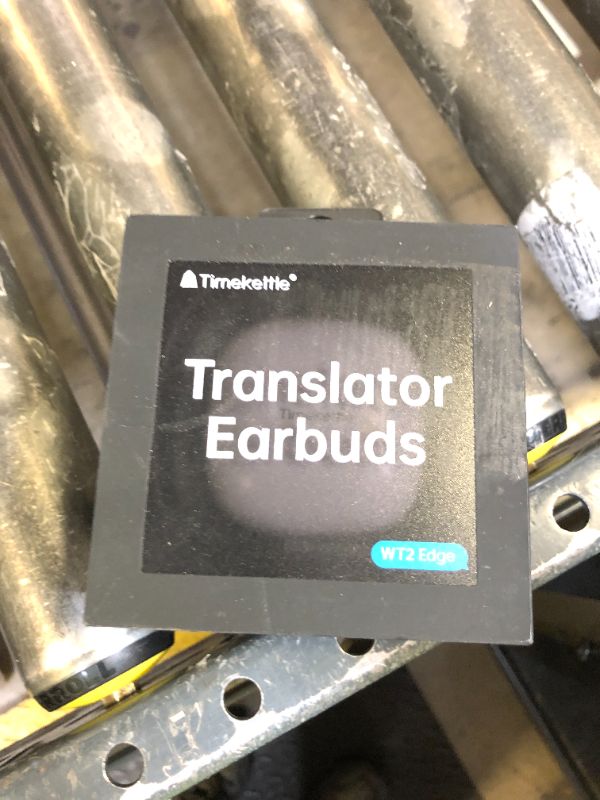 Timekettle
Translator
Earbuds
WT2 Edge